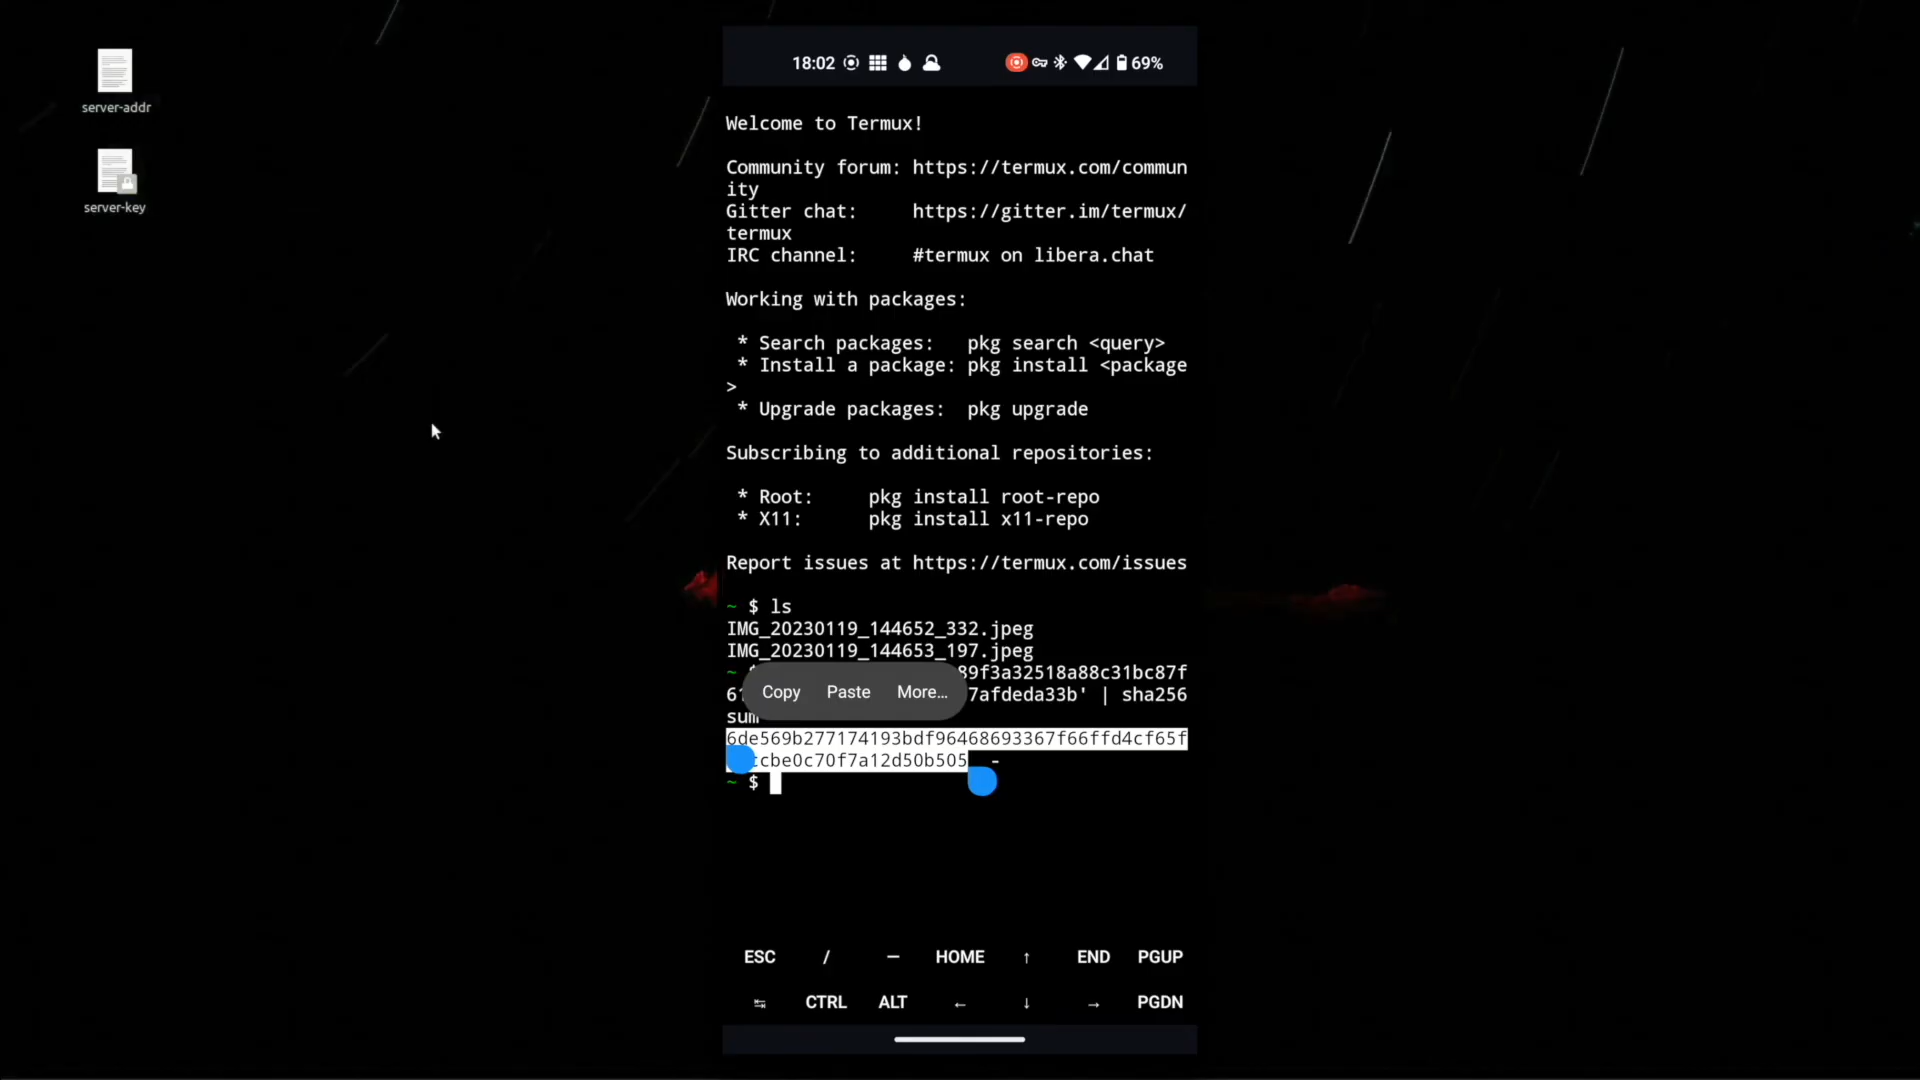 server-addr
server-key
18:02
69%
Welcome to Termux!
Community forum: https://termux.com/commun
ity
Gitter chat: https://gitter.im/termux/
termux
IRC channel: #termux on libera.chat
Working with packages:
* Search packages: pkg search <query>
* Install a package: pkg install <package
>
* Upgrade packages: pkg upgrade
Subscribing to additional repositories:
* Root: pkg install root-repo
* X11: pkg install x11-repo
Report issues at https://termux.com/issues
~ $ ls
IMG_20230119_144652_332.jpeg
IMG_20230119_144653_197.jpeg
~ 89f3a32518a88c31bc87f
Copy Paste More...
7afdeda33b' | sha256
sum
6de569b277174193bdf96468693367f66ffd4cf65f
cbe0c70f7a12d50b505 -
~ $
ESC / — HOME ↑ END PGUP
↹ CTRL ALT ← ↓ → PGDN